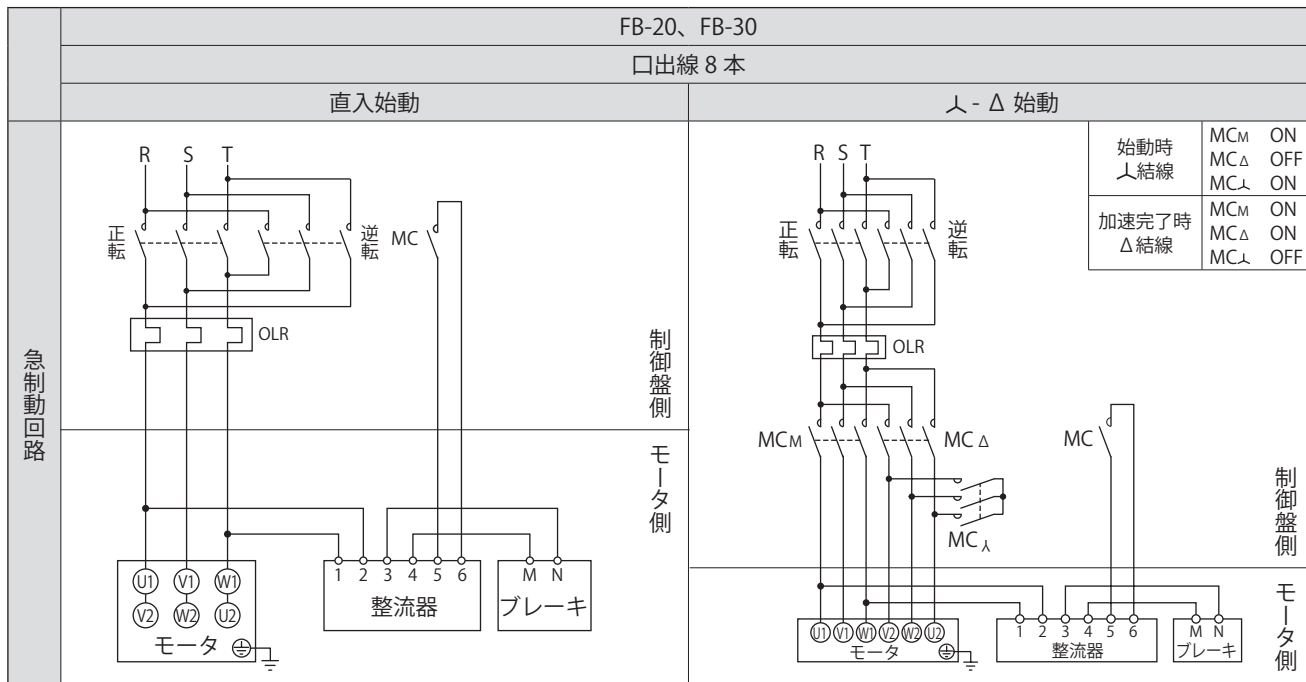 FB-20、FB-30
口出線 8 本
直入始動
人 - Δ 始動
急制動回路
R S T
正転
逆転
MC
OLR
制御盤側
モータ側
U1 V1 W1
V2 W2 U2
モータ
1 2 3 4 5 6
整流器
M N
ブレーキ
R S T
正転
逆転
始動時
人結線
MCM ON
MCΔ OFF
MC人 ON
加速完了時
Δ結線
MCM ON
MCΔ ON
MC人 OFF
OLR
MCM
MC Δ
MC
MC人
制御盤側
モータ側
U1 V1 W1 V2 W2 U2
モータ
1 2 3 4 5 6
整流器
M N
ブレーキ